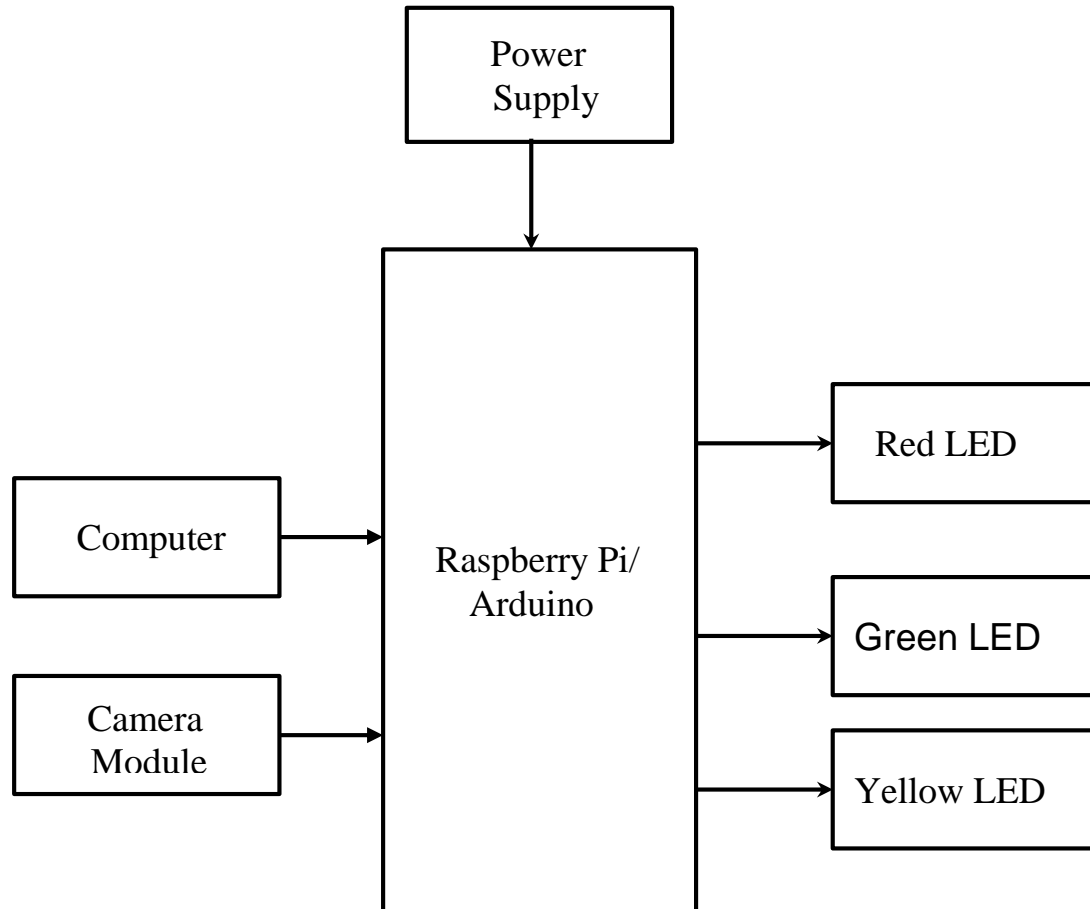 Power
Supply
Red LED
Computer
Raspberry Pi/
Arduino
Green LED
Camera
Module
Yellow LED